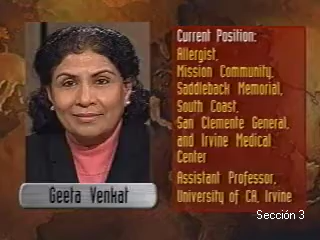 Current Position:
Allergist,
Mission Community,
Saddleback Memorial,
South Coast,
San Clemente General,
and Irvine Medical
Center
Assistant Professor,
University of CA, Irvine
Geeta Venkat
Sección 3